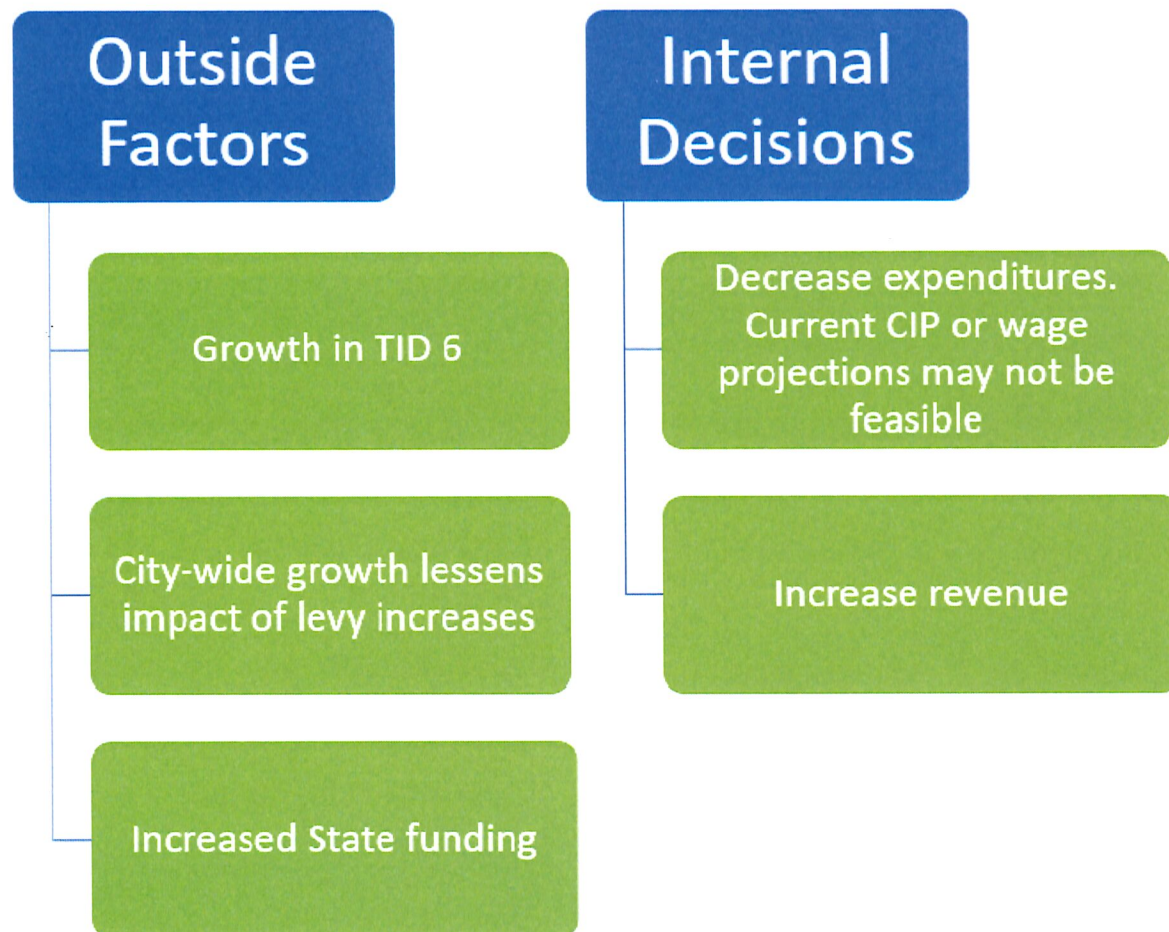 Outside
Factors
Growth in TID 6
City-wide growth lessens
impact of levy increases
Increased State funding
Internal
Decisions
Decrease expenditures.
Current CIP or wage
projections may not be
feasible
Increase revenue